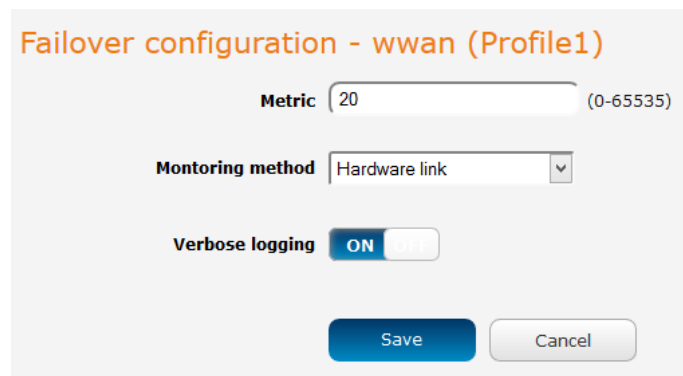 Failover configuration - wwan (Profile1)
Metric 20 (0-65535)
Montoring method Hardware link
Verbose logging ON OFF
Save Cancel